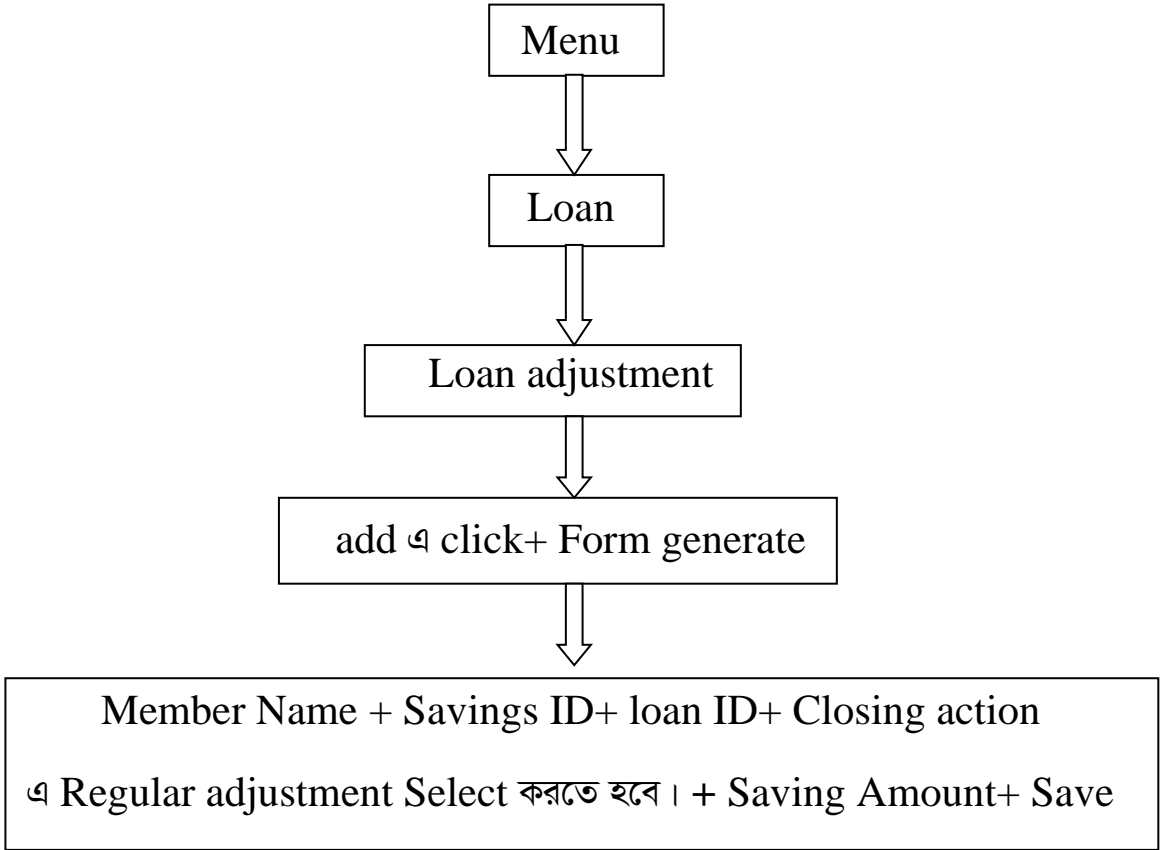 Menu
Loan
Loan adjustment
add এ click+ Form generate
Member Name + Savings ID+ loan ID+ Closing action
এ Regular adjustment Select করতে হবে। + Saving Amount+ Save